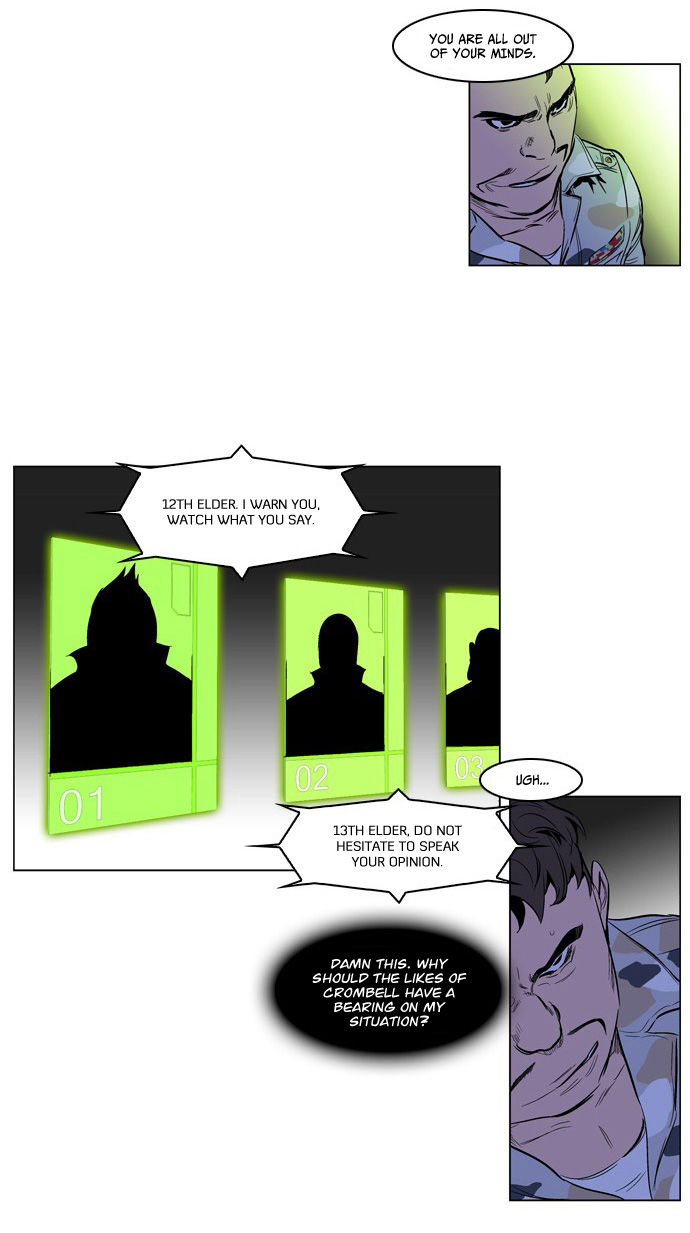 YOU ARE ALL OUT
OF YOUR MINDS.
12TH ELDER. I WARN YOU,
WATCH WHAT YOU SAY.
01
02
03
UGH...
13TH ELDER, DO NOT
HESITATE TO SPEAK
YOUR OPINION.
DAMN THIS. WHY
SHOULD THE LIKES OF
CROMBELL HAVE A
BEARING ON MY
SITUATION?